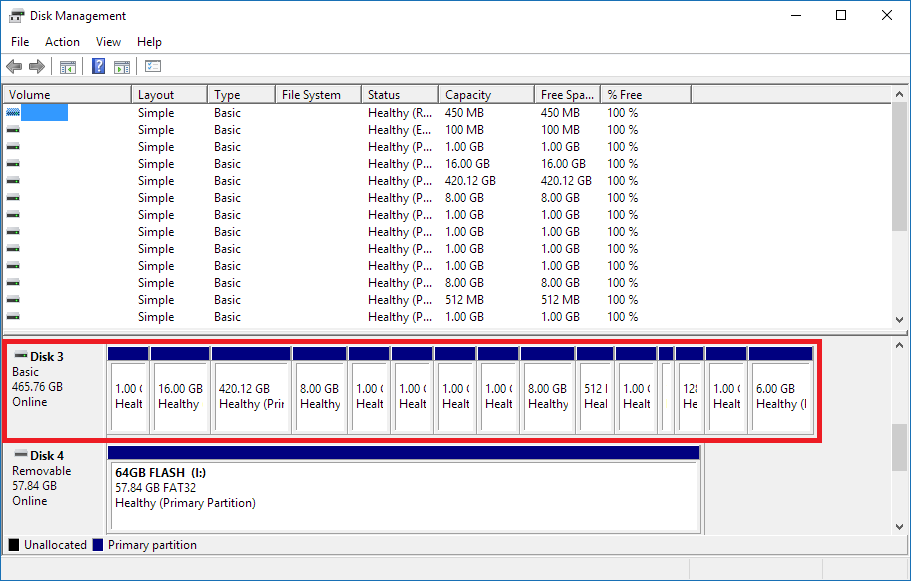 Disk Management
File Action View Help
Volume Layout Type File System Status Capacity Free Spa... % Free
Simple Basic Healthy (R... 450 MB 450 MB 100 %
Simple Basic Healthy (E... 100 MB 100 MB 100 %
Simple Basic Healthy (P... 1.00 GB 1.00 GB 100 %
Simple Basic Healthy (P... 16.00 GB 16.00 GB 100 %
Simple Basic Healthy (P... 420.12 GB 420.12 GB 100 %
Simple Basic Healthy (P... 8.00 GB 8.00 GB 100 %
Simple Basic Healthy (P... 1.00 GB 1.00 GB 100 %
Simple Basic Healthy (P... 1.00 GB 1.00 GB 100 %
Simple Basic Healthy (P... 1.00 GB 1.00 GB 100 %
Simple Basic Healthy (P... 1.00 GB 1.00 GB 100 %
Simple Basic Healthy (P... 8.00 GB 8.00 GB 100 %
Simple Basic Healthy (P... 512 MB 512 MB 100 %
Simple Basic Healthy (P... 1.00 GB 1.00 GB 100 %
Disk 3
Basic
465.76 GB
Online
1.00 16.00 GB 420.12 GB 8.00 GB 1.00 1.00 1.00 1.00 8.00 GB 512 1.00 128 1.00 6.00 GB
Healt Healthy Healthy (Pri Healthy Healt Healt Healt Healt Healthy Heal Healt He Healt Healthy (
Disk 4
Removable
57.84 GB
Online
64GB FLASH (I:)
57.84 GB FAT32
Healthy (Primary Partition)
Unallocated Primary partition